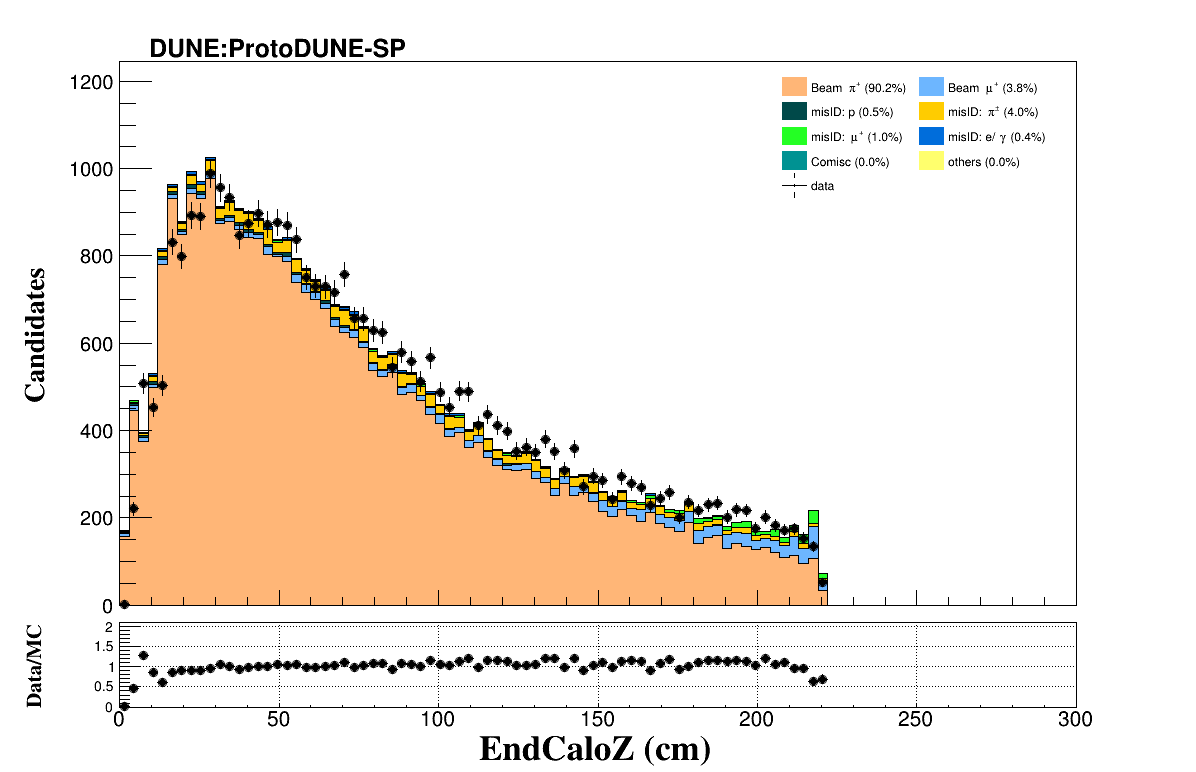 DUNE:ProtoDUNE-SP
Candidates
1200
1000
800
600
400
200
0
Beam π⁺ (90.2%)
Beam μ⁺ (3.8%)
misID: p (0.5%)
misID: π± (4.0%)
misID: μ⁺ (1.0%)
misID: e/ γ (0.4%)
Comisc (0.0%)
others (0.0%)
data
Data/MC
2
1.5
1
0.5
0
0 50 100 150 200 250 300
EndCaloZ (cm)